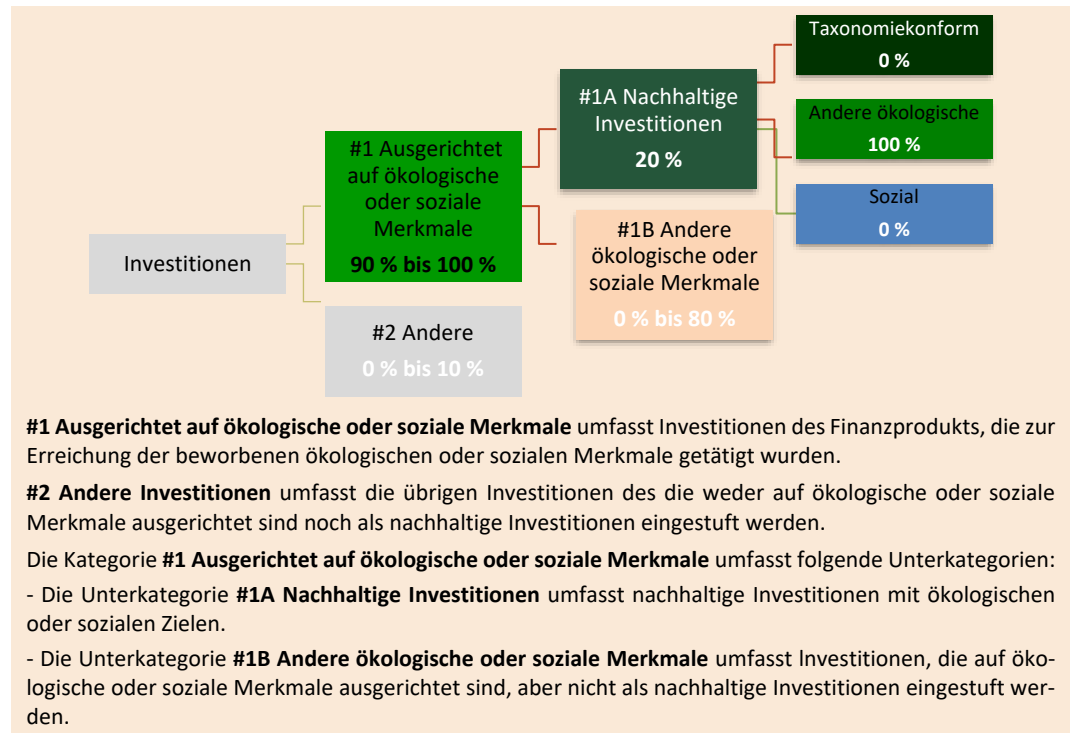 Taxonomiekonform
0 %
#1A Nachhaltige
Investitionen
20 %
Andere ökologische
100 %
#1 Ausgerichtet
auf ökologische
oder soziale
Merkmale
90 % bis 100 %
Sozial
0 %
#1B Andere
ökologische oder
soziale Merkmale
0 % bis 80 %
Investitionen
#2 Andere
0 % bis 10 %
#1 Ausgerichtet auf ökologische oder soziale Merkmale umfasst Investitionen des Finanzprodukts, die zur
Erreichung der beworbenen ökologischen oder sozialen Merkmale getätigt wurden.
#2 Andere Investitionen umfasst die übrigen Investitionen des die weder auf ökologische oder soziale
Merkmale ausgerichtet sind noch als nachhaltige Investitionen eingestuft werden.
Die Kategorie #1 Ausgerichtet auf ökologische oder soziale Merkmale umfasst folgende Unterkategorien:
- Die Unterkategorie #1A Nachhaltige Investitionen umfasst nachhaltige Investitionen mit ökologischen
oder sozialen Zielen.
- Die Unterkategorie #1B Andere ökologische oder soziale Merkmale umfasst lnvestitionen, die auf öko-
logische oder soziale Merkmale ausgerichtet sind, aber nicht als nachhaltige Investitionen eingestuft wer-
den.